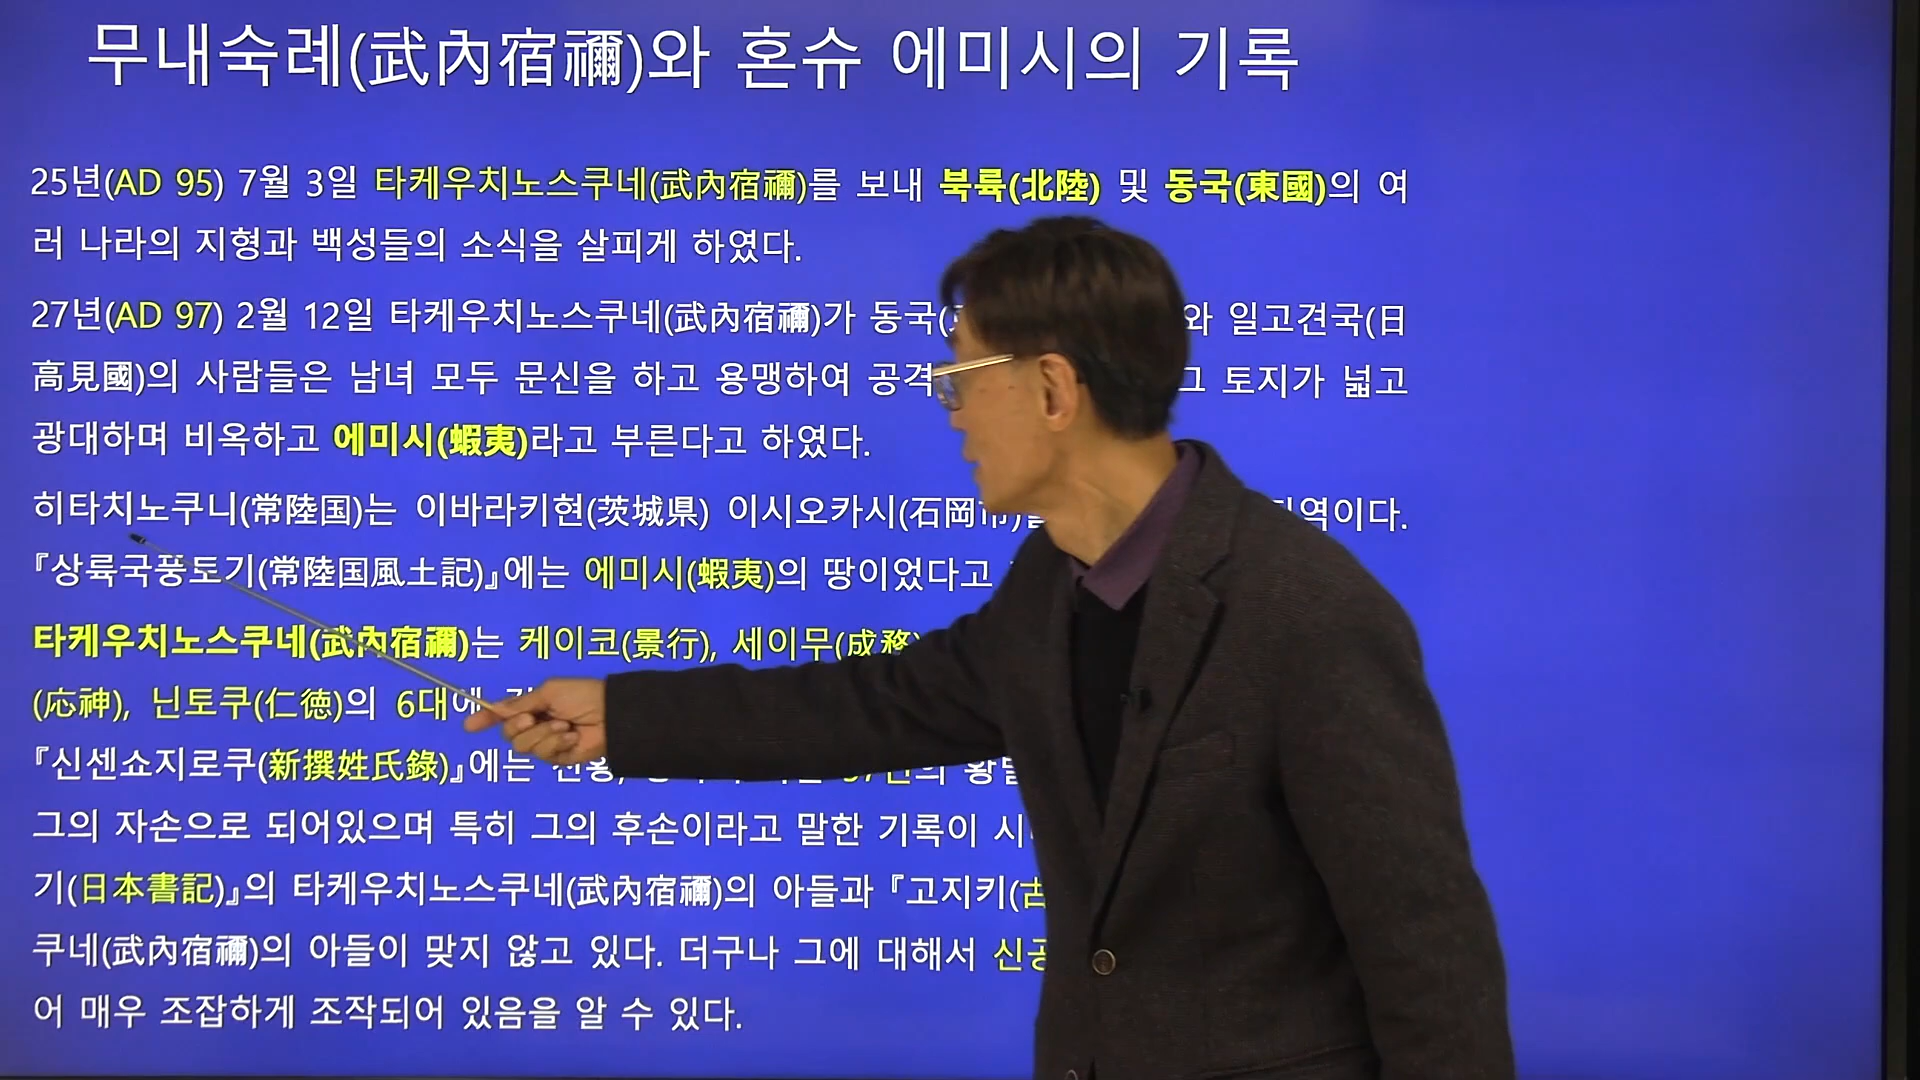 무내숙례(武內宿禰)와 혼슈 에미시의 기록
25년(AD 95) 7월 3일 타케우치노스쿠네(武內宿禰)를 보내 북륙(北陸) 및 동국(東國)의 여
러 나라의 지형과 백성들의 소식을 살피게 하였다.
27년(AD 97) 2월 12일 타케우치노스쿠네(武內宿禰)가 동국( 와 일고견국(日
高見國)의 사람들은 남녀 모두 문신을 하고 용맹하여 공격 그 토지가 넓고
광대하며 비옥하고 에미시(蝦夷)라고 부른다고 하였다.
히타치노쿠니(常陸国)는 이바라키현(茨城県) 이시오카시(石岡市)를 지역이다.
『상륙국풍토기(常陸国風土記)』에는 에미시(蝦夷)의 땅이었다고
타케우치노스쿠네(武內宿禰)는 케이코(景行), 세이무(成務)
(応神), 닌토쿠(仁徳)의 6대에
『신센쇼지로쿠(新撰姓氏錄)』에는 의
그의 자손으로 되어있으며 특히 그의 후손이라고 말한 기록이
기(日本書記)』의 타케우치노스쿠네(武內宿禰)의 아들과 『고지키(古
쿠네(武內宿禰)의 아들이 맞지 않고 있다. 더구나 그에 대해서 신공
어 매우 조잡하게 조작되어 있음을 알 수 있다.